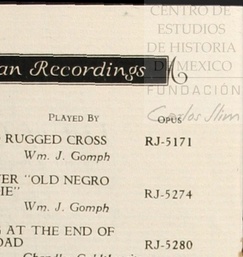 CENTRO DE
ESTUDIOS
DE HISTORIA
DE MEXICO
FUNDACIÓN
Carlos Slim
an Recordings
PLAYED BY OPUS
RUGGED CROSS RJ-5171
Wm. J. Gomph
ER "OLD NEGRO
IE" RJ-5274
Wm. J. Gomph
G AT THE END OF
OAD RJ-5280